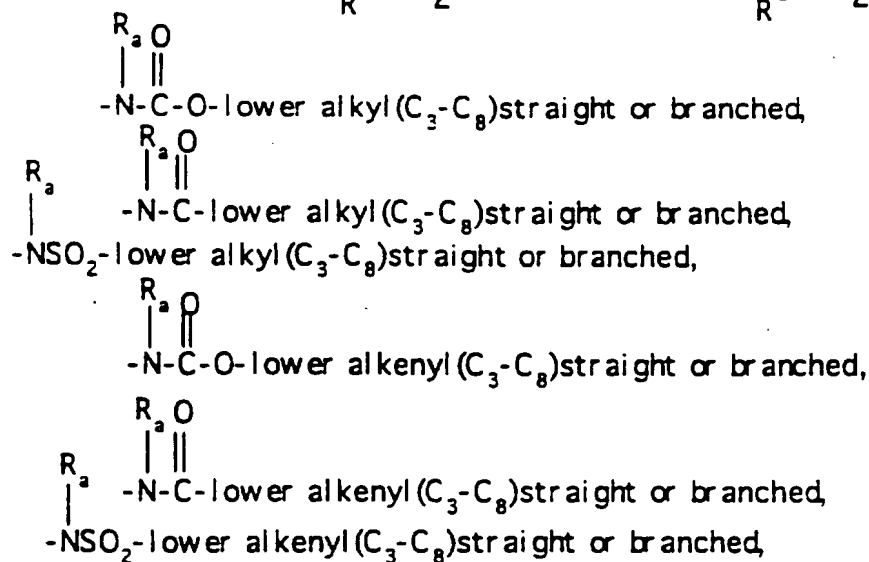 R 2 R 2
Rₐ O
-N-C-O-lower alkyl(C₃-C₈)straight or branched,
Rₐ O
Rₐ
-N-C-lower alkyl(C₃-C₈)straight or branched,
-NSO₂-lower alkyl(C₃-C₈)straight or branched,
Rₐ O
-N-C-O-lower alkenyl(C₃-C₈)straight or branched,
Rₐ O
Rₐ
-N-C-lower alkenyl(C₃-C₈)straight or branched,
-NSO₂-lower alkenyl(C₃-C₈)straight or branched,